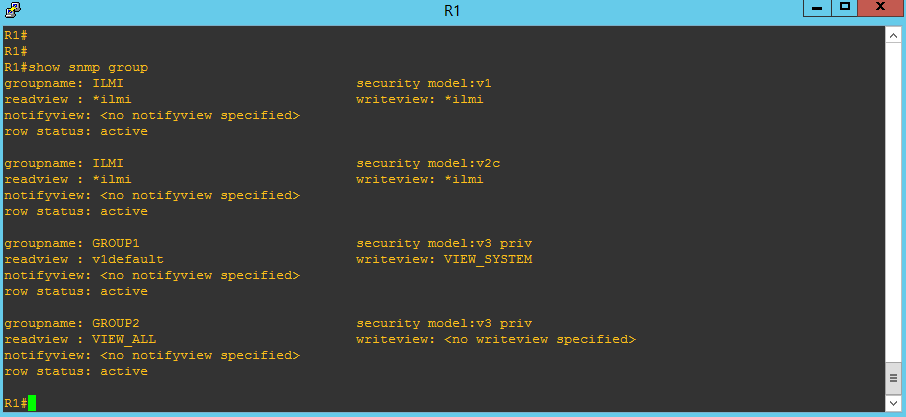 R1
R1#
R1#
R1#show snmp group
groupname: ILMI security model:v1
readview : *ilmi writeview: *ilmi
notifyview: <no notifyview specified>
row status: active
groupname: ILMI security model:v2c
readview : *ilmi writeview: *ilmi
notifyview: <no notifyview specified>
row status: active
groupname: GROUP1 security model:v3 priv
readview : v1default writeview: VIEW_SYSTEM
notifyview: <no notifyview specified>
row status: active
groupname: GROUP2 security model:v3 priv
readview : VIEW_ALL writeview: <no writeview specified>
notifyview: <no notifyview specified>
row status: active
R1#